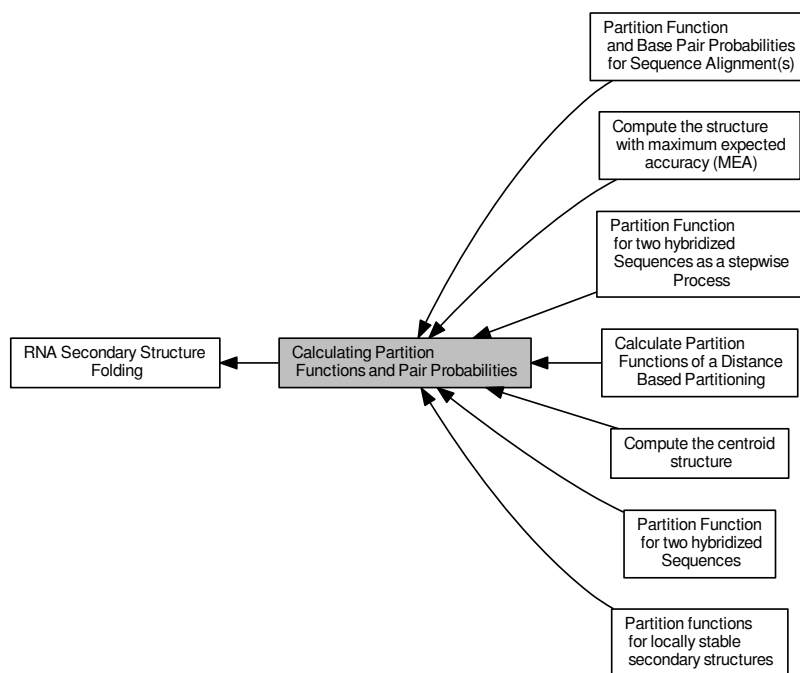 Partition Function
and Base Pair Probabilities
for Sequence Alignment(s)
Compute the structure
with maximum expected
accuracy (MEA)
Partition Function
for two hybridized
Sequences as a stepwise
Process
RNA Secondary Structure
Folding
Calculating Partition
Functions and Pair Probabilities
Calculate Partition
Functions of a Distance
Based Partitioning
Compute the centroid
structure
Partition Function
for two hybridized
Sequences
Partition functions
for locally stable
secondary structures